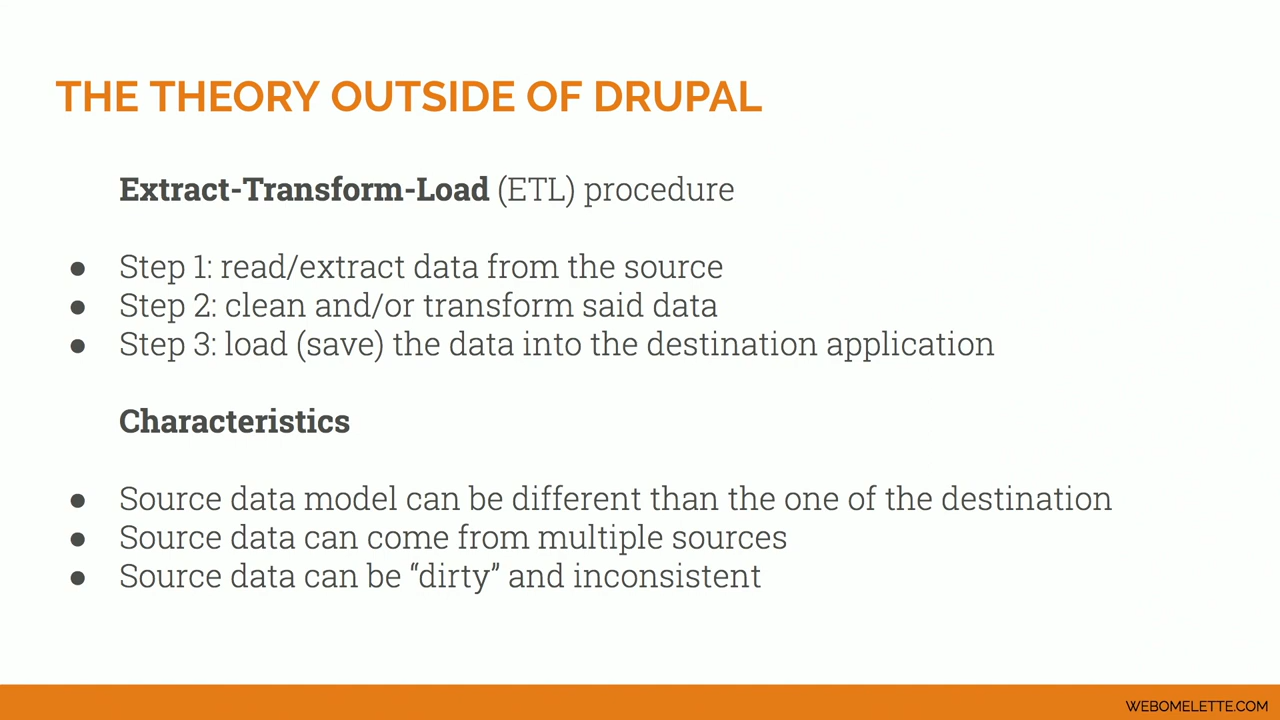 THE THEORY OUTSIDE OF DRUPAL
Extract-Transform-Load (ETL) procedure
● Step 1: read/extract data from the source
● Step 2: clean and/or transform said data
● Step 3: load (save) the data into the destination application
Characteristics
● Source data model can be different than the one of the destination
● Source data can come from multiple sources
● Source data can be “dirty” and inconsistent
WEBOMELETTE.COM